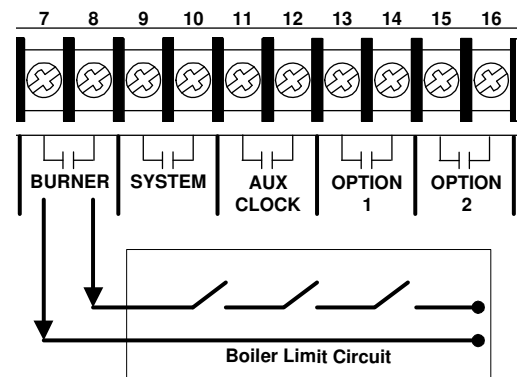 7 8 9 10 11 12 13 14 15 16
BURNER SYSTEM AUX OPTION OPTION
CLOCK 1 2
Boiler Limit Circuit